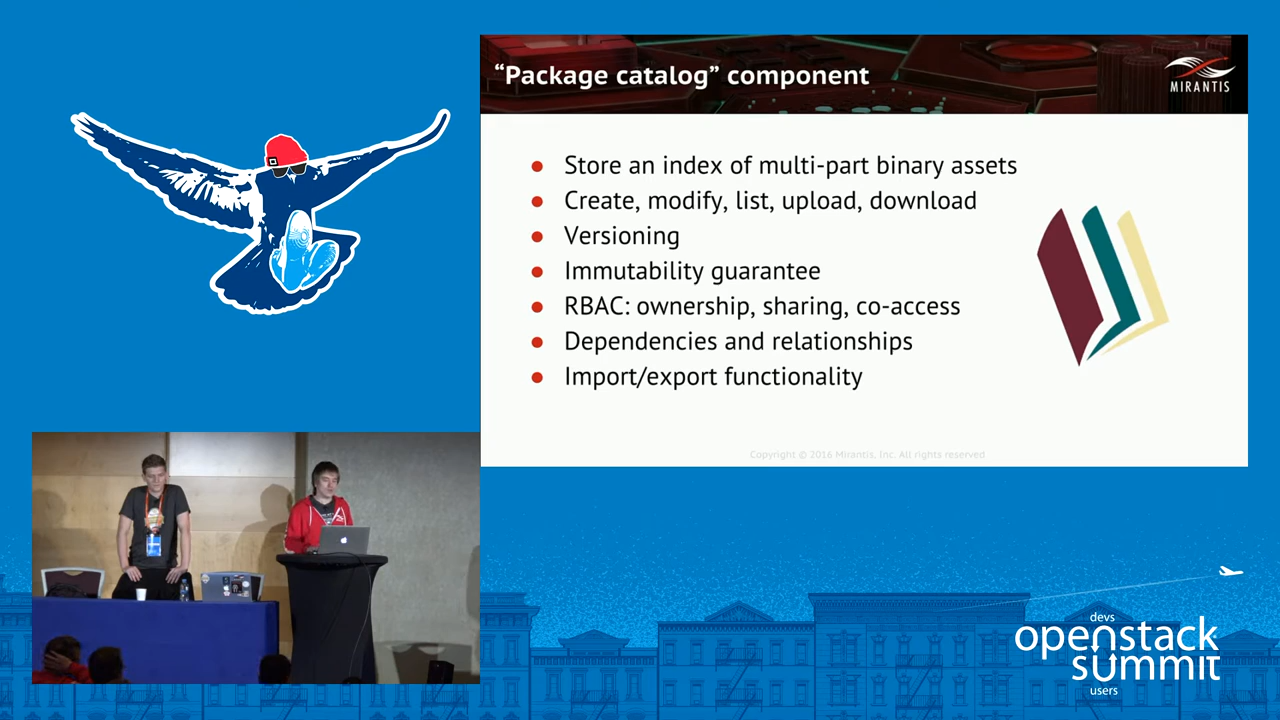 “Package catalog” component
MIRANTIS
● Store an index of multi-part binary assets
● Create, modify, list, upload, download
● Versioning
● Immutability guarantee
● RBAC: ownership, sharing, co-access
● Dependencies and relationships
● Import/export functionality
Copyright © 2016 Mirantis, Inc. All rights reserved
devs
openstack
summit
users